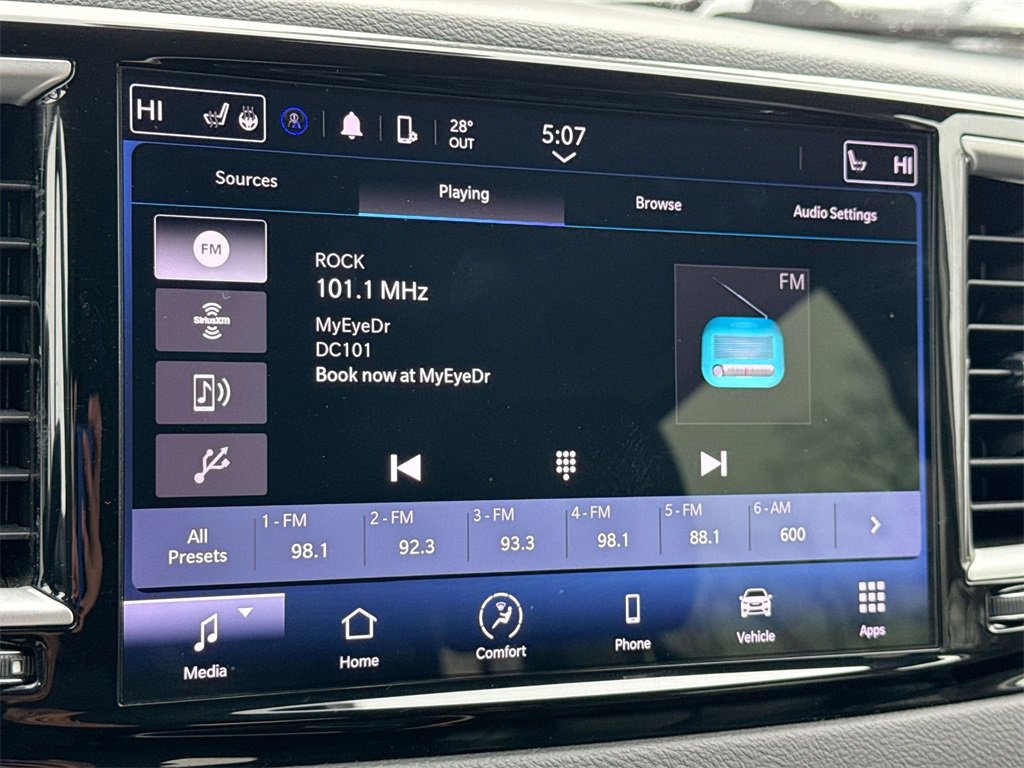 HI
28°
OUT
5:07
HI
Sources
Playing
Browse
Audio Settings
FM
ROCK
101.1 MHz
MyEyeDr
DC101
Book now at MyEyeDr
FM
SiriusXM
All
Presets
1-FM
98.1
2-FM
92.3
3-FM
93.3
4-FM
98.1
5-FM
88.1
6-AM
600
Media
Home
Comfort
Phone
Vehicle
Apps